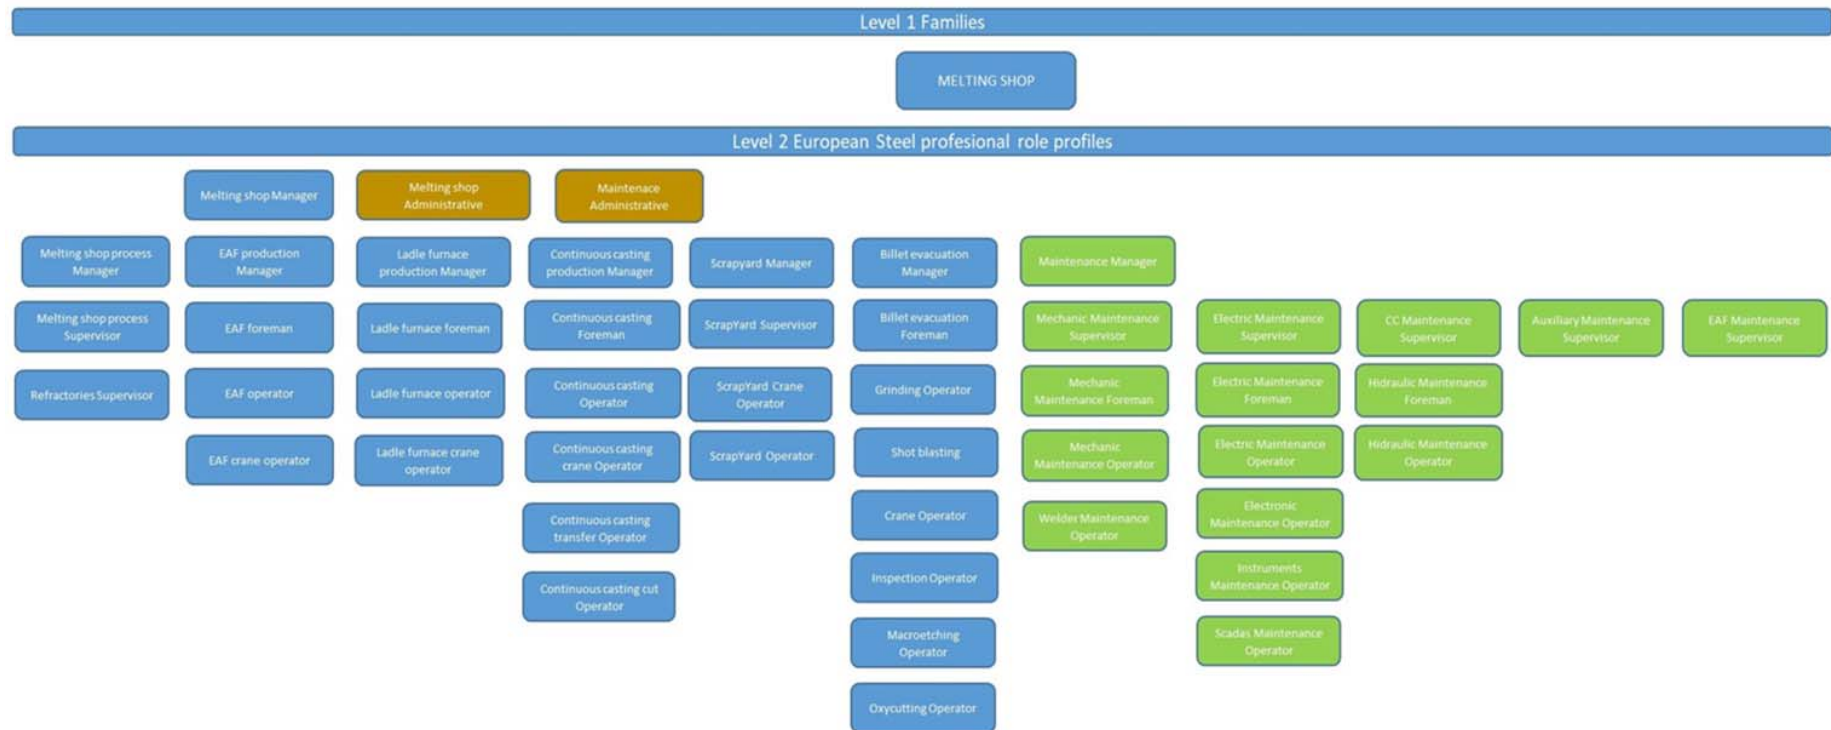 Level 1 Families
MELTING SHOP
Level 2 European Steel profesional role profiles
Melting shop Manager
Melting shop
Administrative
Maintenace
Administrative
Melting shop process
Manager
EAF production
Manager
Ladle furnace
production Manager
Continuous casting
production Manager
Scrapyard Manager
Billet evacuation
Manager
Maintenance Manager
Melting shop process
Supervisor
EAF foreman
Ladle furnace foreman
Continuous casting
Foreman
ScrapYard Supervisor
Billet evacuation
Foreman
Mechanic Maintenance
Supervisor
Electric Maintenance
Supervisor
CC Maintenance
Supervisor
Auxiliary Maintenance
Supervisor
EAF Maintenance
Supervisor
Refractories Supervisor
EAF operator
Ladle furnace operator
Continuous casting
Operator
ScrapYard Crane
Operator
Grinding Operator
Mechanic
Maintenance Foreman
Electric Maintenance
Foreman
Hidraulic Maintenance
Foreman
EAF crane operator
Ladle furnace crane
operator
Continuous casting
crane Operator
ScrapYard Operator
Shot blasting
Mechanic
Maintenance Operator
Electric Maintenance
Operator
Hidraulic Maintenance
Operator
Continuous casting
transfer Operator
Crane Operator
Welder Maintenance
Operator
Electronic
Maintenance Operator
Continuous casting cut
Operator
Inspection Operator
Instruments
Maintenance Operator
Macroetching
Operator
Scadas Maintenance
Operator
Oxycutting Operator